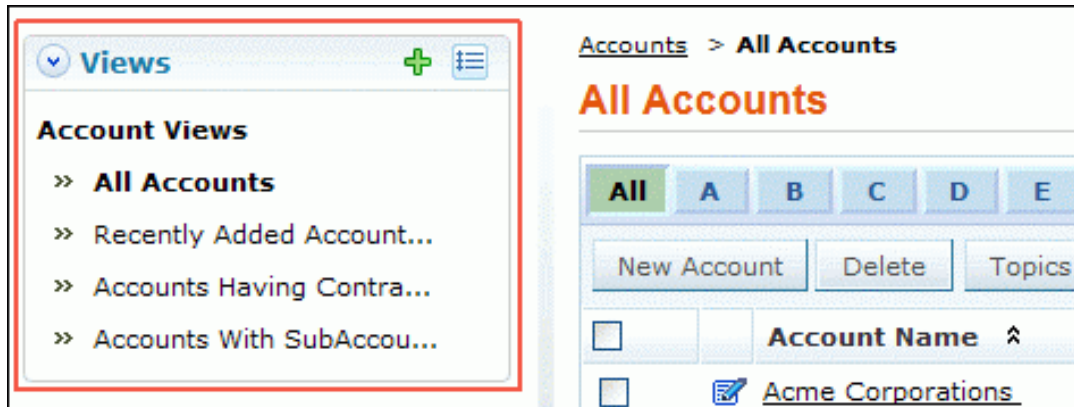 Views
Account Views
» All Accounts
» Recently Added Account...
» Accounts Having Contra...
» Accounts With SubAccou...
Accounts > All Accounts
All Accounts
All A B C D E
New Account Delete Topics
Account Name
Acme Corporations